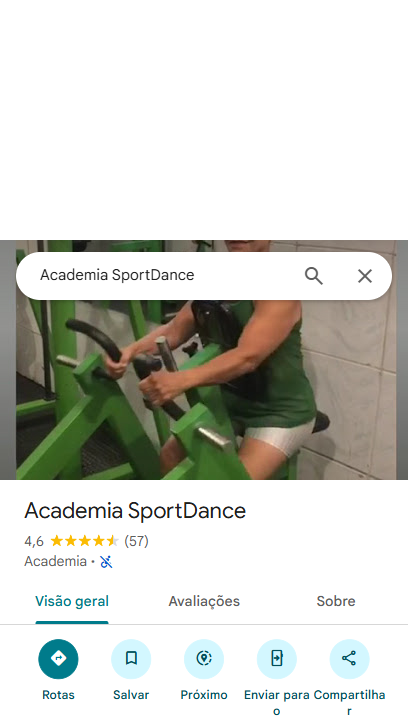 Academia SportDance
Academia SportDance
4,6 (57)
Academia ·
Visão geral Avaliações Sobre
Rotas Salvar Próximo Enviar para o Compartilhar